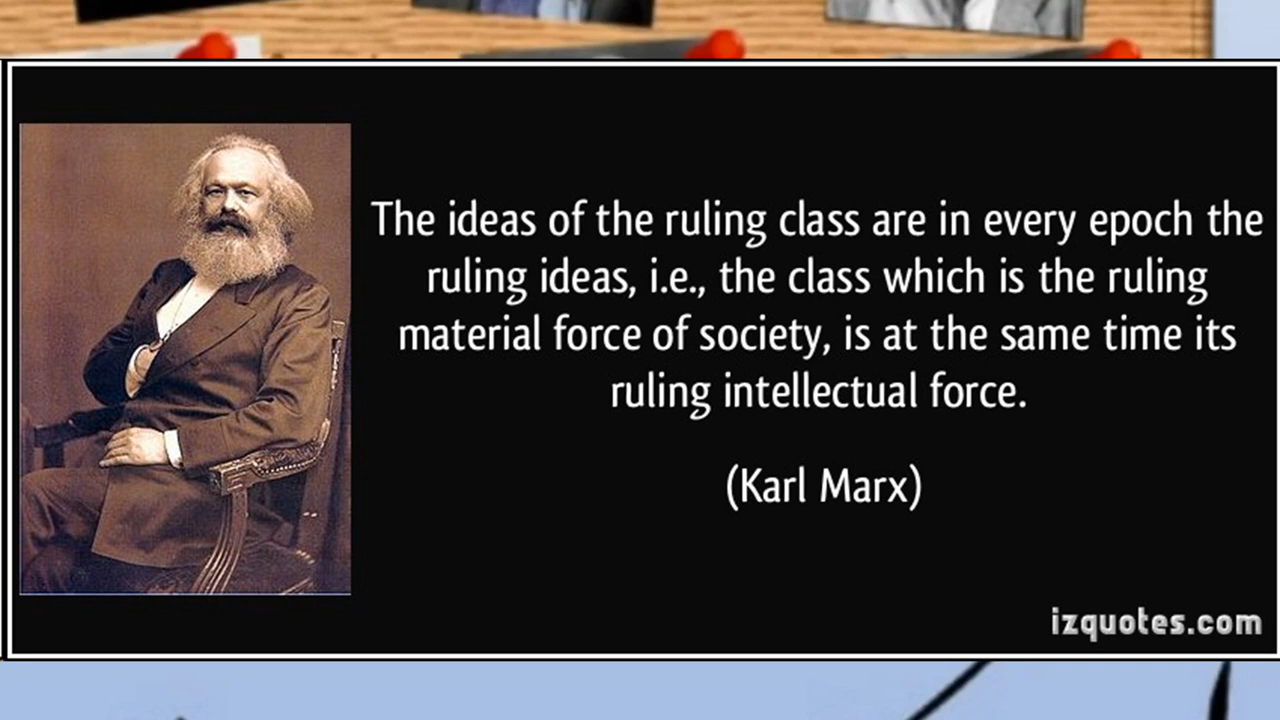 The ideas of the ruling class are in every epoch the
ruling ideas, i.e., the class which is the ruling
material force of society, is at the same time its
ruling intellectual force.
(Karl Marx)
izquotes.com